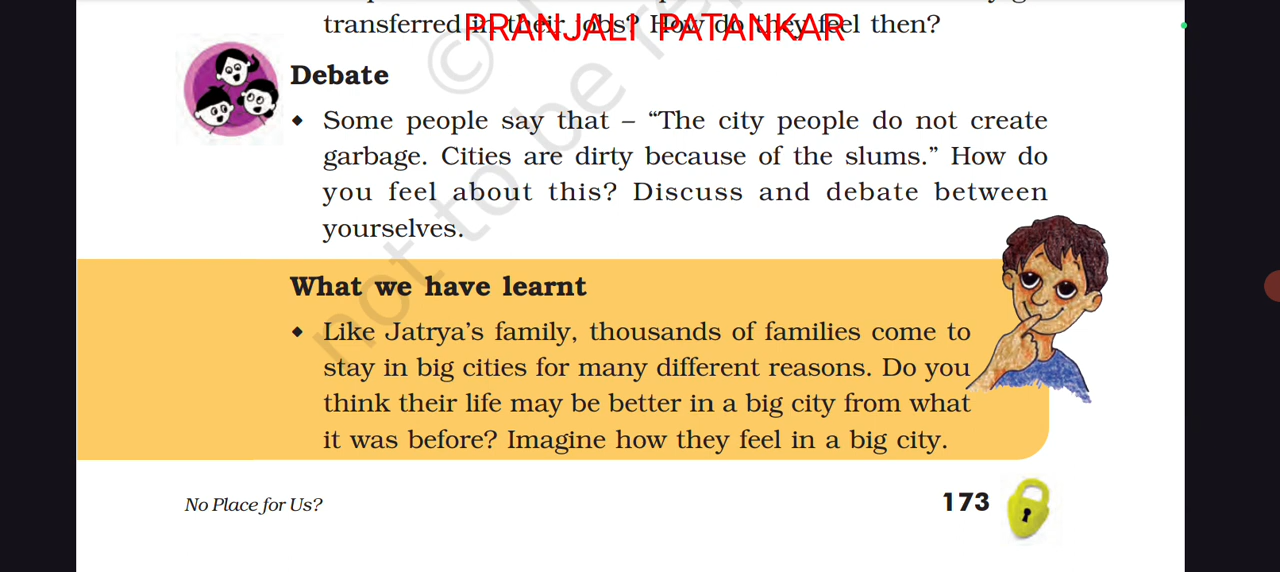 transferred in their jobs? How do they feel then?
PRANJALI PATANKAR
Debate
◆ Some people say that – “The city people do not create
garbage. Cities are dirty because of the slums.” How do
you feel about this? Discuss and debate between
yourselves.
What we have learnt
◆ Like Jatrya’s family, thousands of families come to
stay in big cities for many different reasons. Do you
think their life may be better in a big city from what
it was before? Imagine how they feel in a big city.
No Place for Us?
173
© 
not to be re